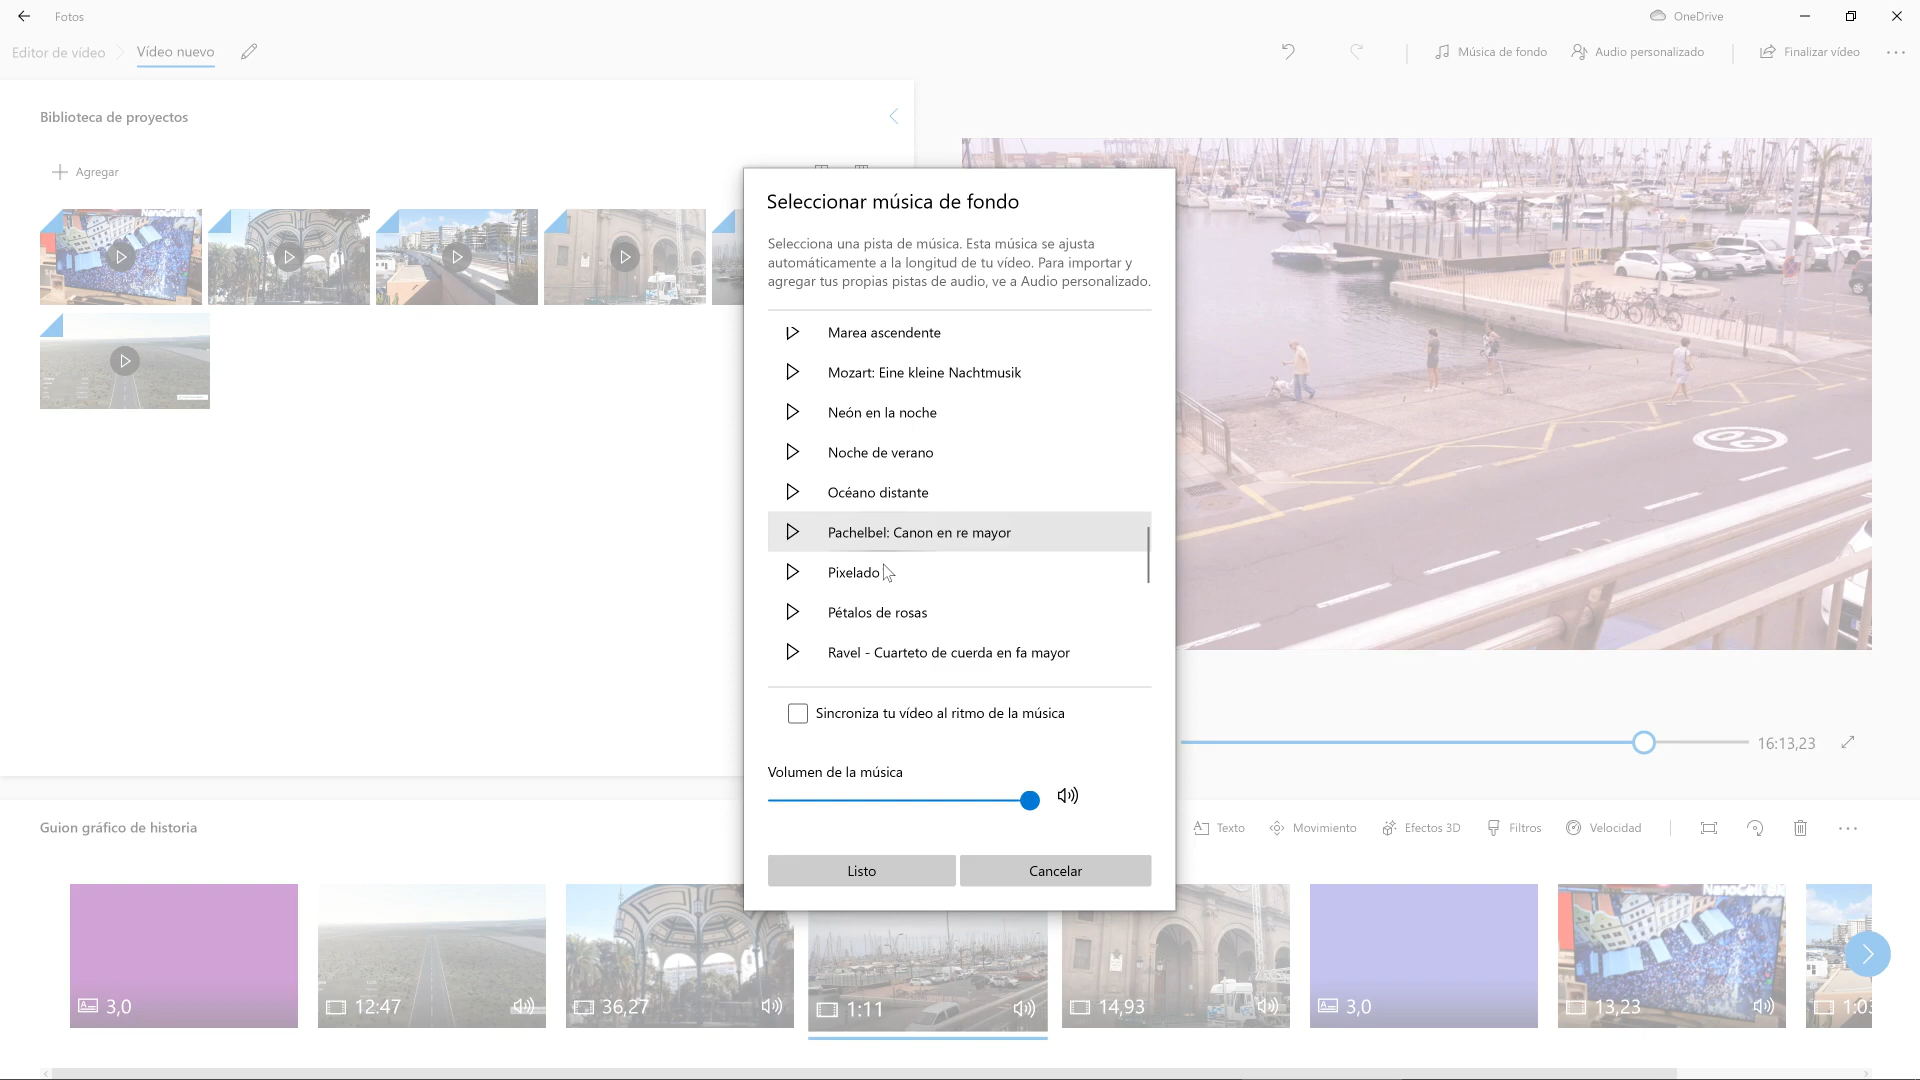 Fotos
OneDrive
Editor de vídeo
Vídeo nuevo
Música de fondo
Audio personalizado
Finalizar vídeo
Biblioteca de proyectos
Agregar
Seleccionar música de fondo
Selecciona una pista de música. Esta música se ajusta
automáticamente a la longitud de tu vídeo. Para importar y
agregar tus propias pistas de audio, ve a Audio personalizado.
Marea ascendente
Mozart: Eine kleine Nachtmusik
Neón en la noche
Noche de verano
Océano distante
Pachelbel: Canon en re mayor
Pixelado
Pétalos de rosas
Ravel - Cuarteto de cuerda en fa mayor
Sincroniza tu vídeo al ritmo de la música
16:13,23
Volumen de la música
Listo
Cancelar
Guion gráfico de historia
Texto
Movimiento
Efectos 3D
Filtros
Velocidad
3,0
12:47
36,27
1:11
14,93
3,0
13,23
20